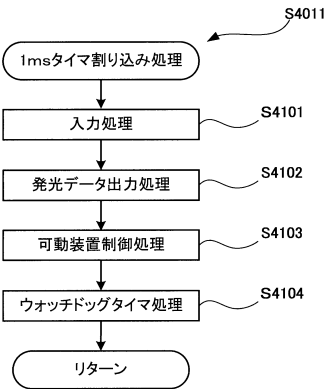 S4011
1msタイマ割り込み処理
入力処理
S4101
発光データ出力処理
S4102
可動装置制御処理
S4103
ウォッチドッグタイマ処理
S4104
リターン